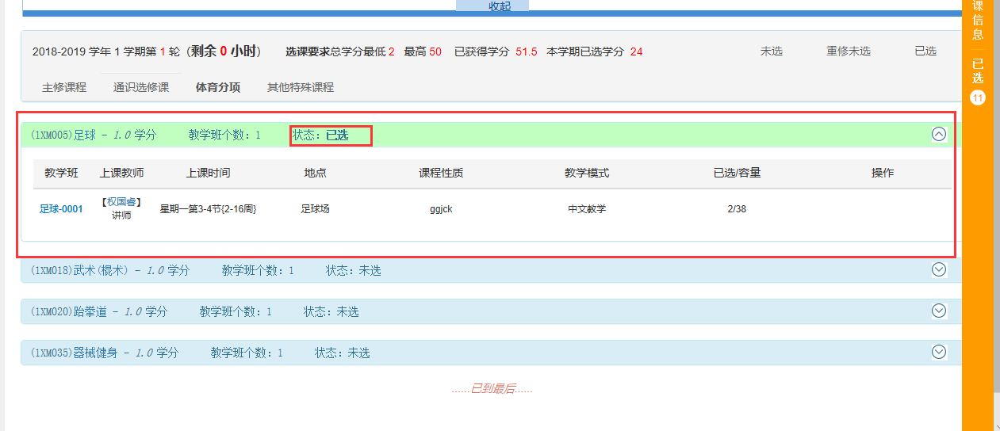 收起
2018-2019 学年 1 学期第 1 轮（剩余 0 小时） 选课要求总学分最低 2 最高 50 已获得学分 51.5 本学期已选学分 24 未选 重修未选 已选
主修课程 通识选修课 体育分项 其他特殊课程
(1XM005)足球 - 1.0 学分 教学班个数：1 状态：已选
教学班 上课教师 上课时间 地点 课程性质 教学模式 已选/容量 操作
足球-0001 【权国睿】 星期一第3-4节{2-16周} 足球场 ggjck 中文教学 2/38
讲师
(1XM018)武术(棍术) - 1.0 学分 教学班个数：1 状态：未选
(1XM020)跆拳道 - 1.0 学分 教学班个数：1 状态：未选
(1XM035)器械健身 - 1.0 学分 教学班个数：1 状态：未选
......已到最后......
课信息
已选
11